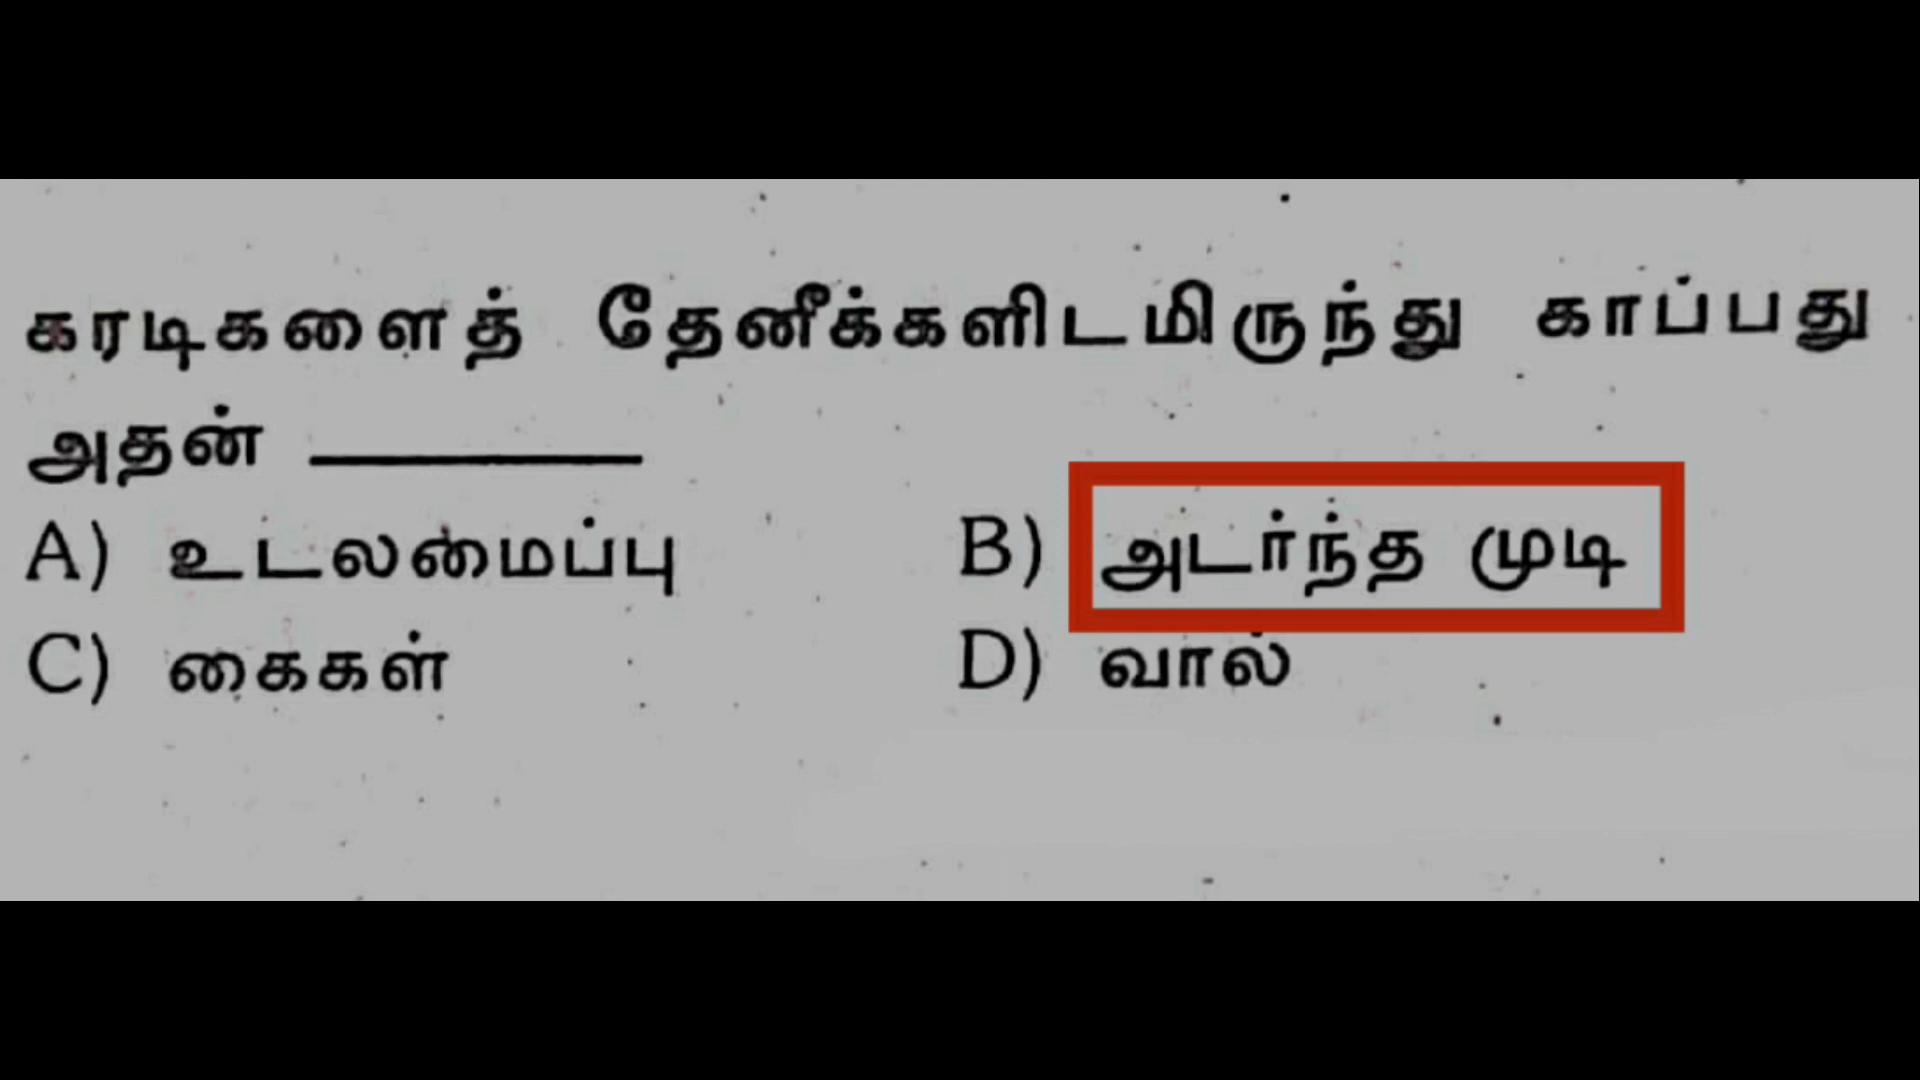 கரடிகளைத் தேனீக்களிடமிருந்து காப்பது
அதன் ________
A) உடலமைப்பு B) அடர்ந்த முடி
C) கைகள் D) வால்